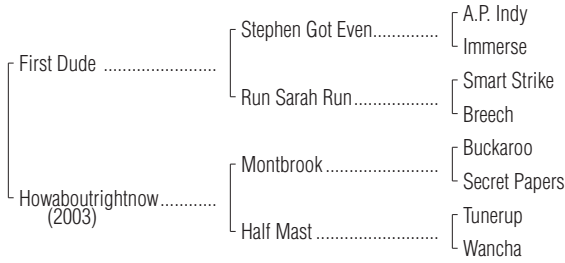 A.P. Indy
Stephen Got Even..............
Immerse
First Dude ........................
Smart Strike
Run Sarah Run..................
Breech
Buckaroo
Montbrook ........................
Secret Papers
Howaboutrightnow............
(2003)
Tunerup
Half Mast ..........................
Wancha